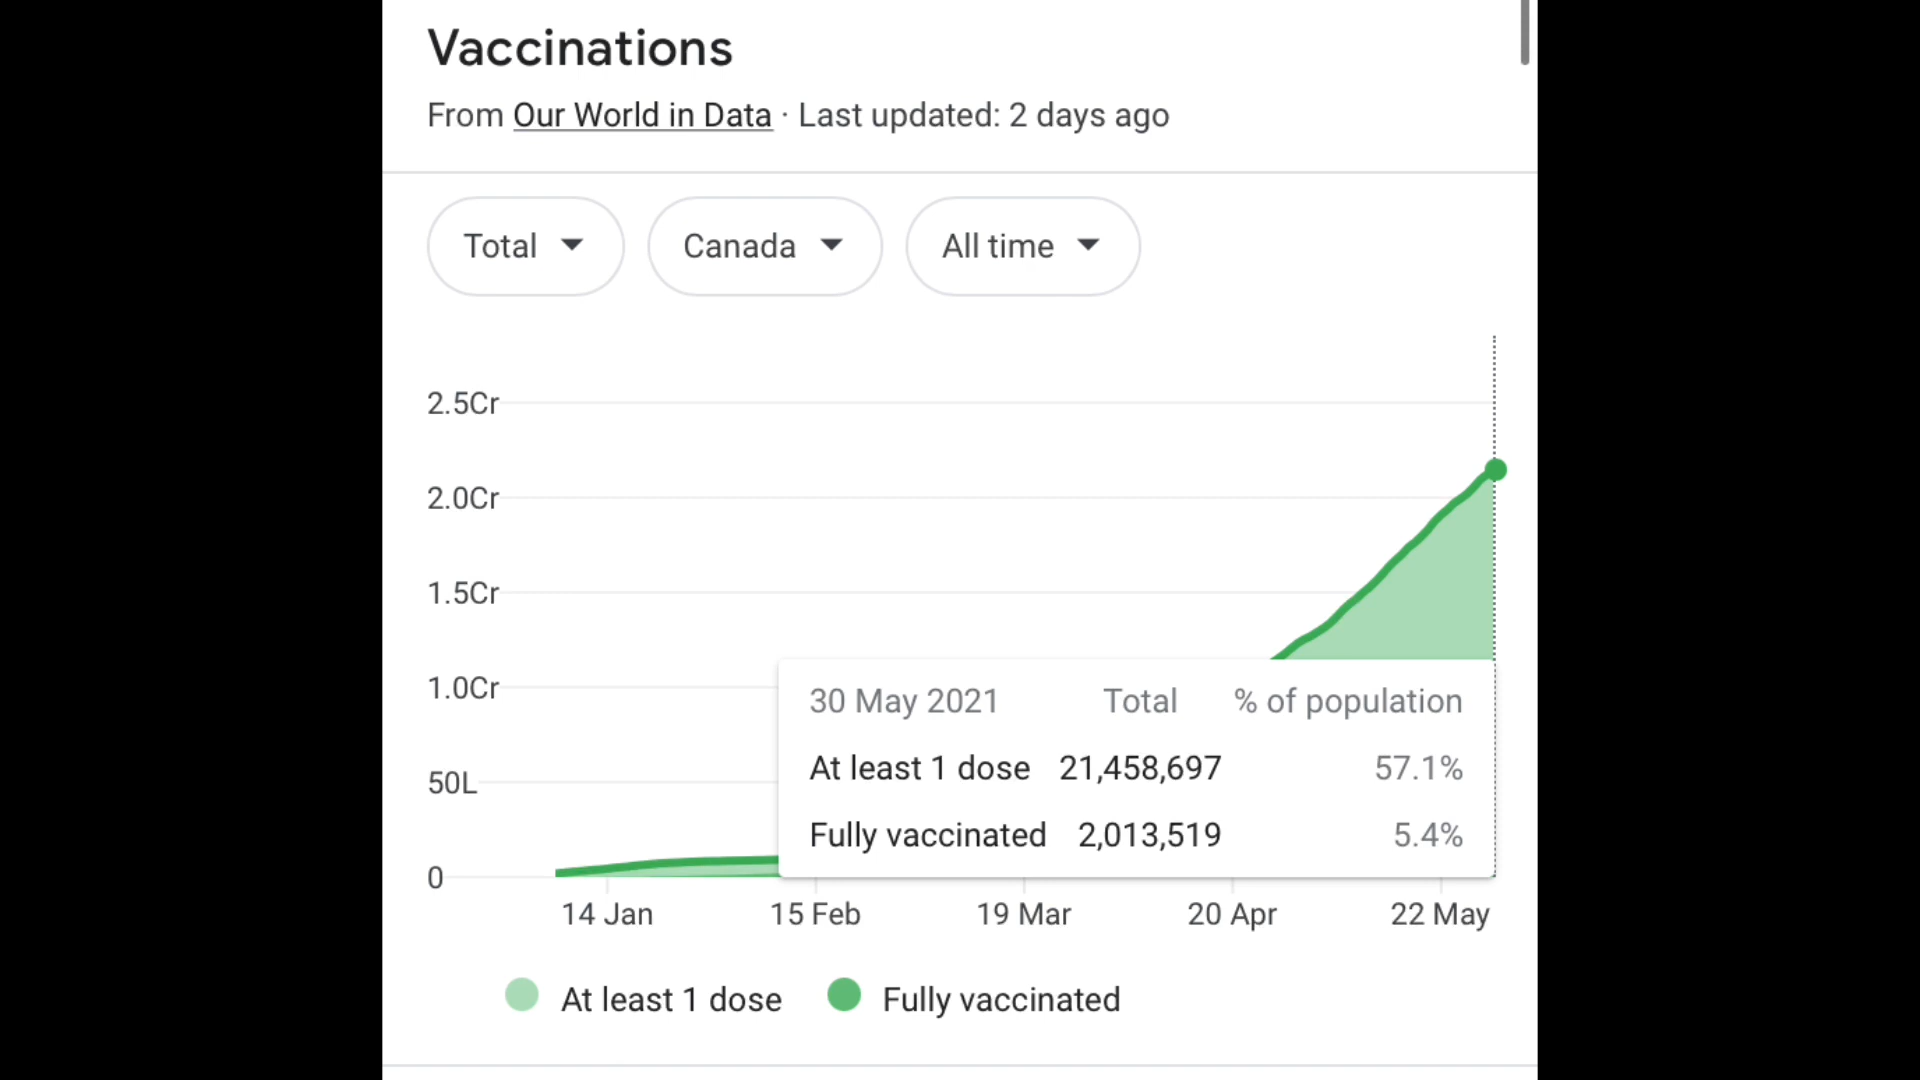 Vaccinations
From Our World in Data · Last updated: 2 days ago
Total Canada All time
2.5Cr
2.0Cr
1.5Cr
1.0Cr
50L
0
30 May 2021 Total % of population
At least 1 dose 21,458,697 57.1%
Fully vaccinated 2,013,519 5.4%
14 Jan 15 Feb 19 Mar 20 Apr 22 May
At least 1 dose Fully vaccinated